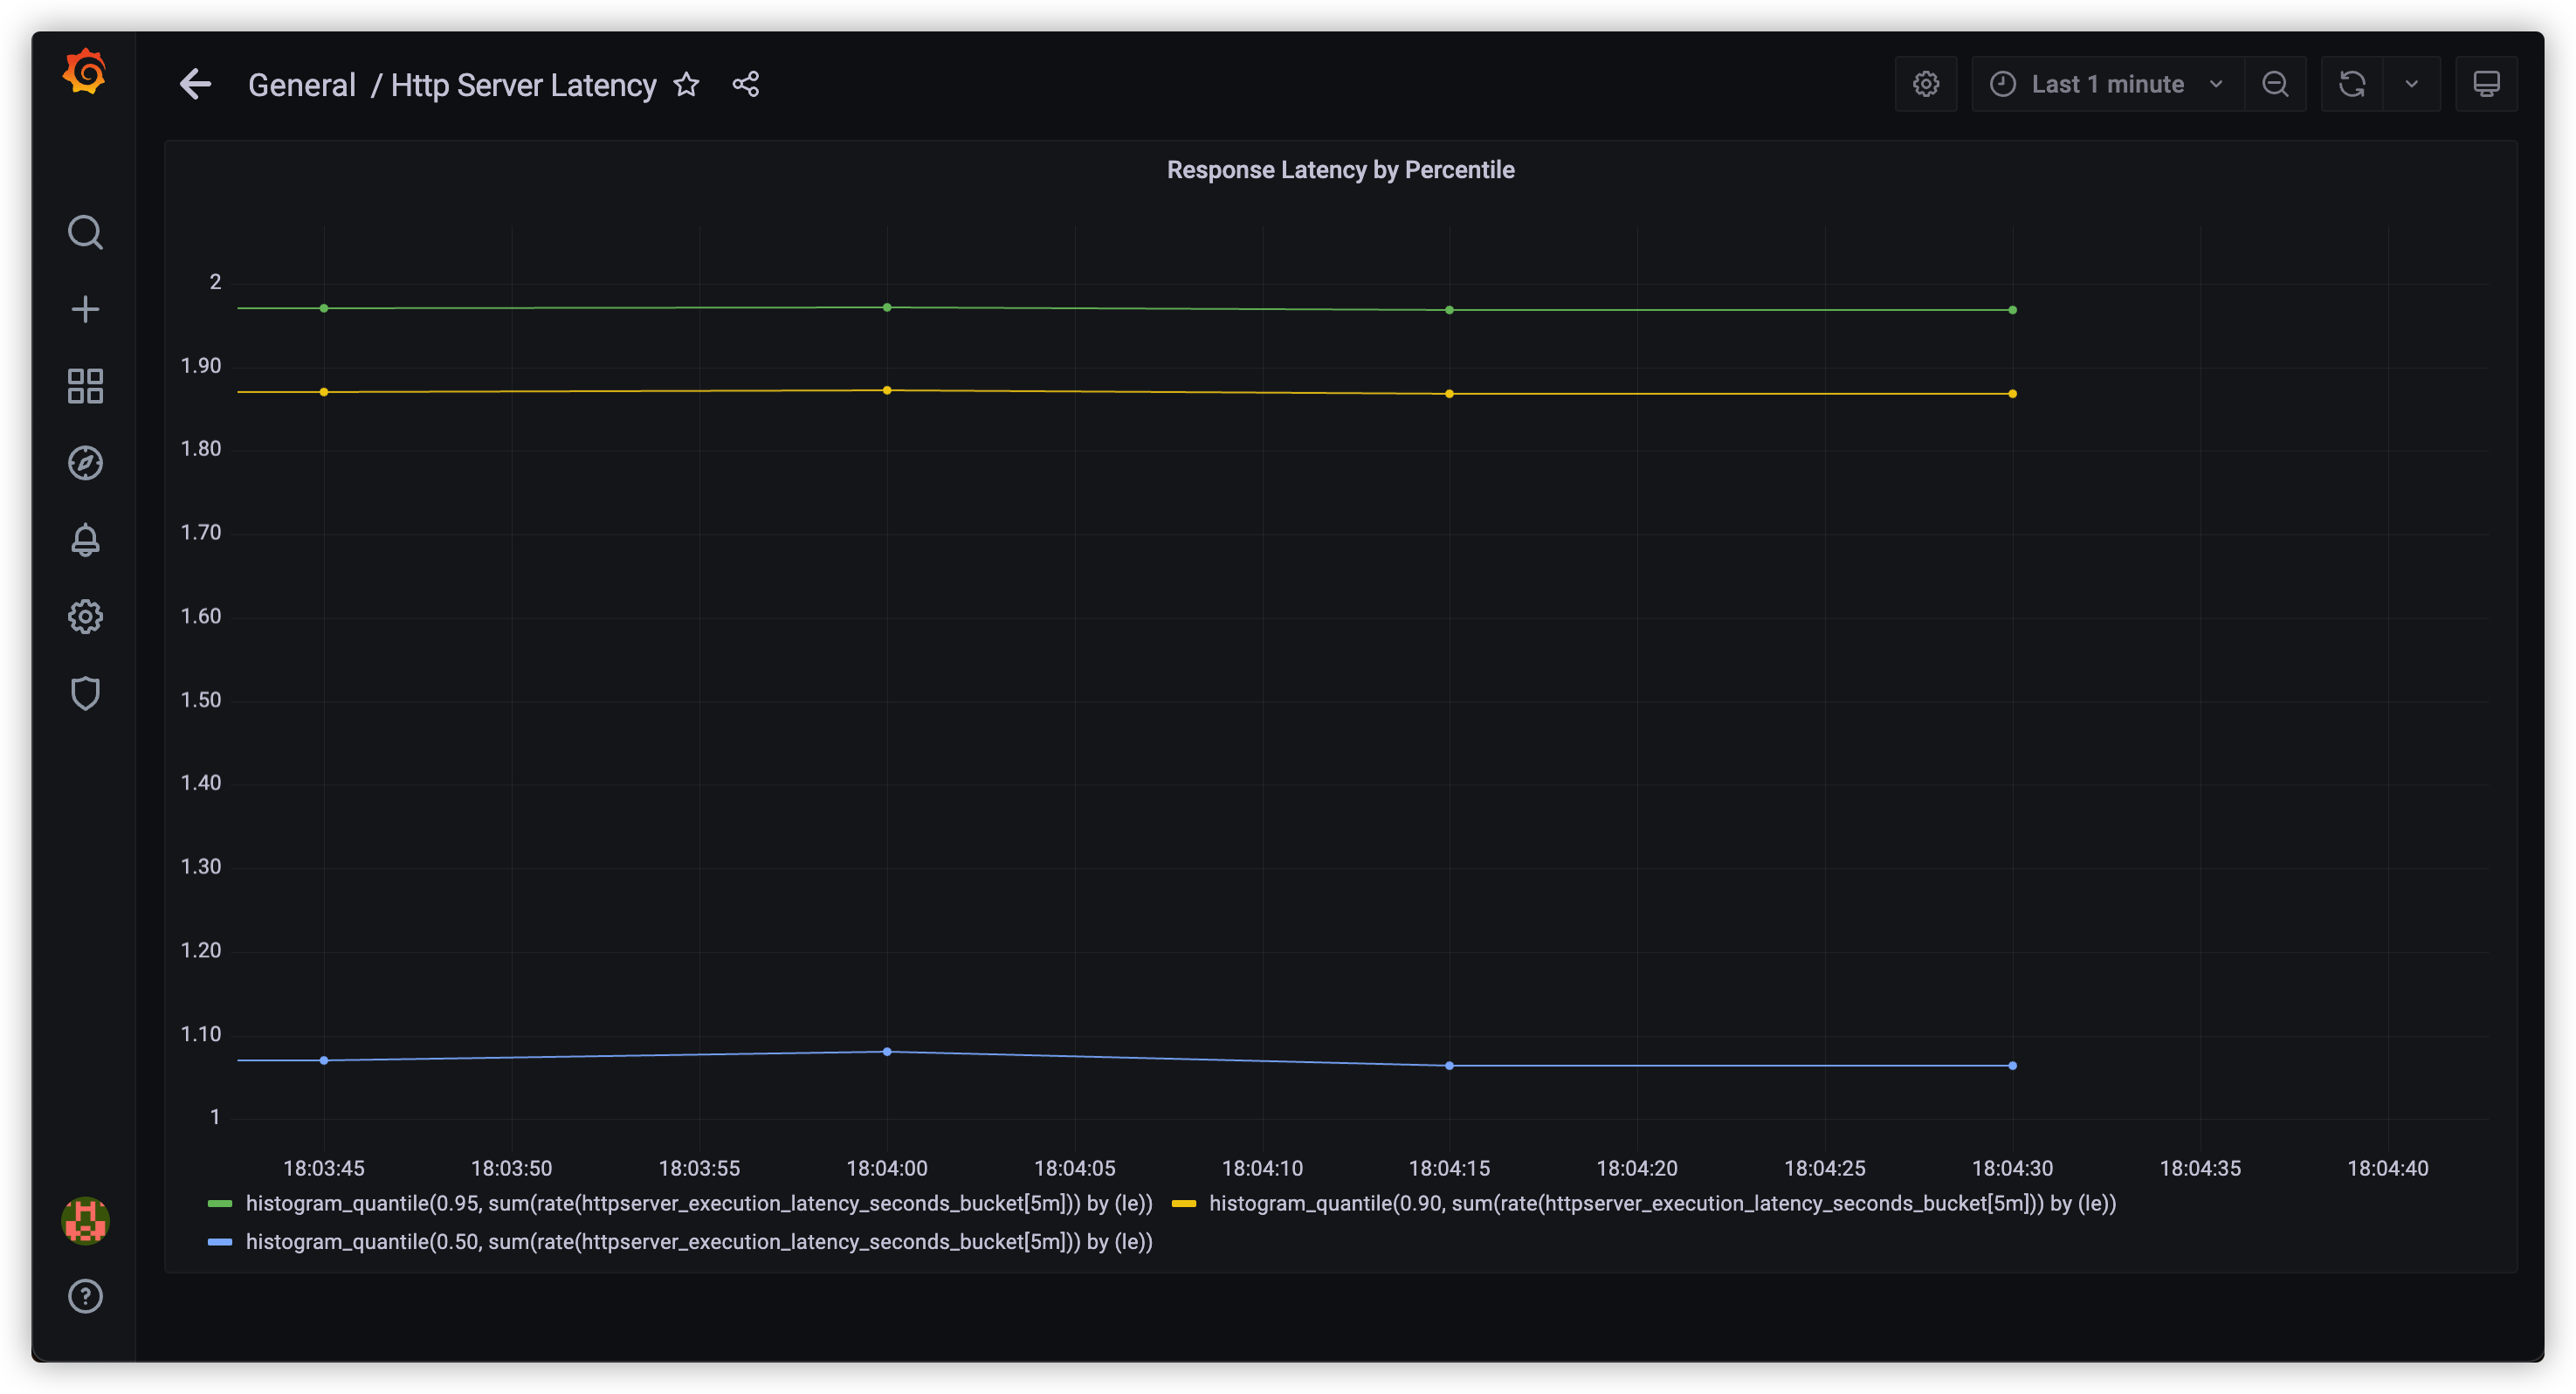 General / Http Server Latency
Last 1 minute
Response Latency by Percentile
2
1.90
1.80
1.70
1.60
1.50
1.40
1.30
1.20
1.10
1
18:03:45 18:03:50 18:03:55 18:04:00 18:04:05 18:04:10 18:04:15 18:04:20 18:04:25 18:04:30 18:04:35 18:04:40
histogram_quantile(0.95, sum(rate(httpserver_execution_latency_seconds_bucket[5m])) by (le)) histogram_quantile(0.90, sum(rate(httpserver_execution_latency_seconds_bucket[5m])) by (le))
histogram_quantile(0.50, sum(rate(httpserver_execution_latency_seconds_bucket[5m])) by (le))